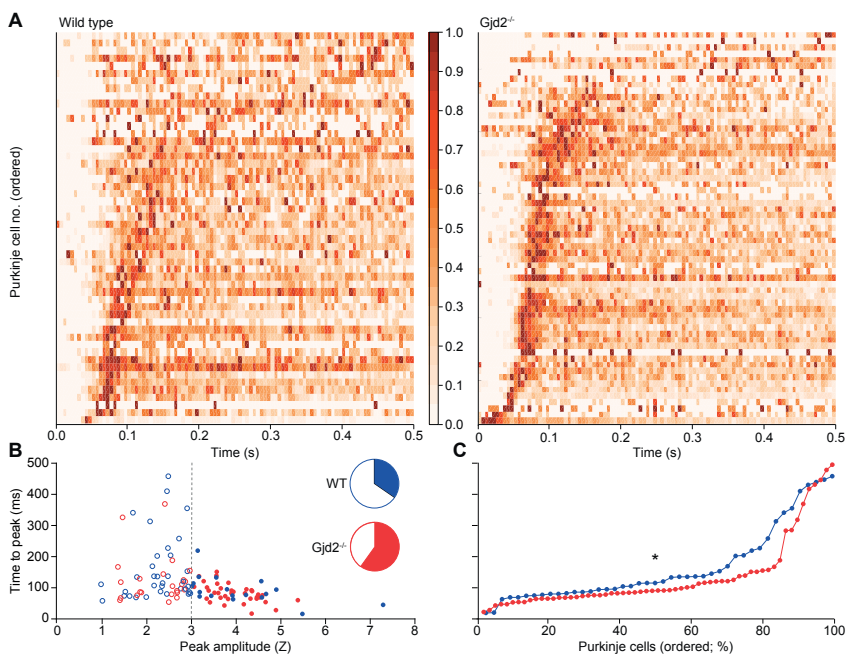 A
Wild type
Gjd2⁻/⁻
Purkinje cell no. (ordered)
1.0
0.9
0.8
0.7
0.6
0.5
0.4
0.3
0.2
0.1
0.0
0.0 0.1 0.2 0.3 0.4 0.5
Time (s)
0.1 0.2 0.3 0.4 0.5
Time (s)
B
Time to peak (ms)
500
400
300
200
100
0
WT
Gjd2⁻/⁻
0 1 2 3 4 5 6 7 8
Peak amplitude (Z)
C
*
0 20 40 60 80 100
Purkinje cells (ordered; %)